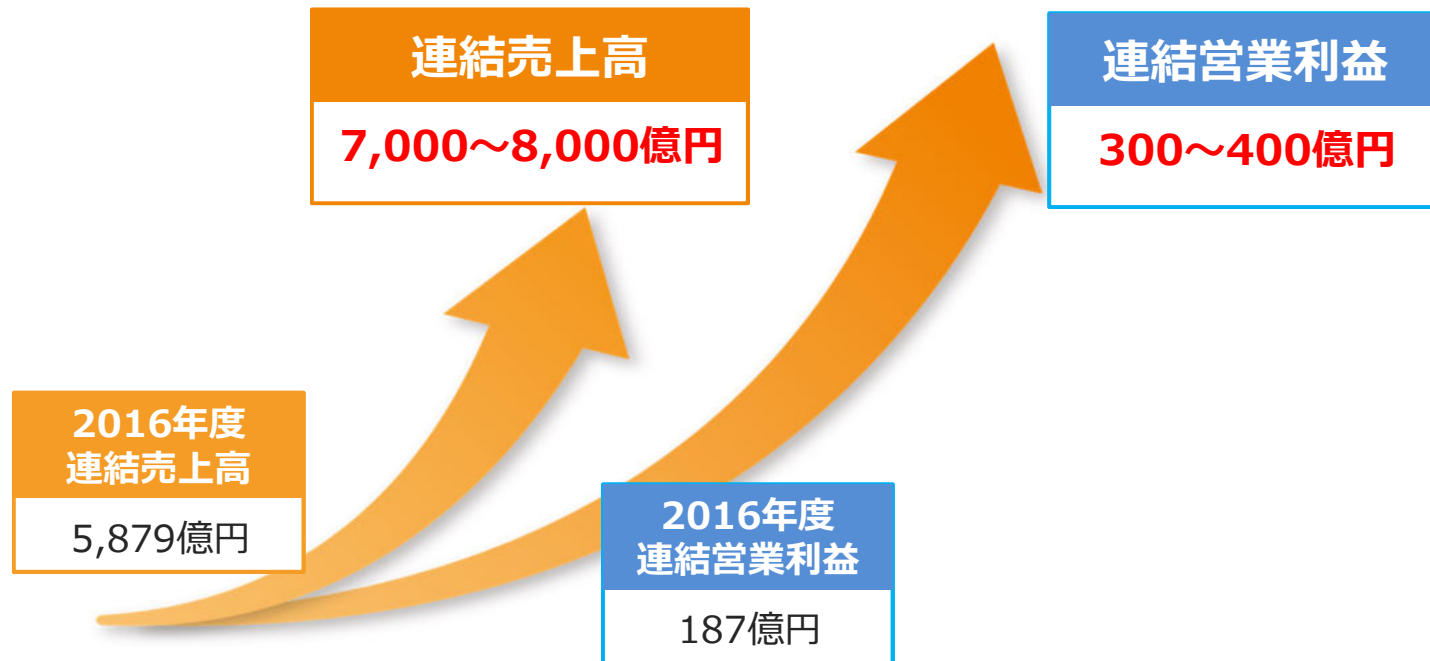 連結売上高
7,000～8,000億円
連結営業利益
300～400億円
2016年度
連結売上高
5,879億円
2016年度
連結営業利益
187億円